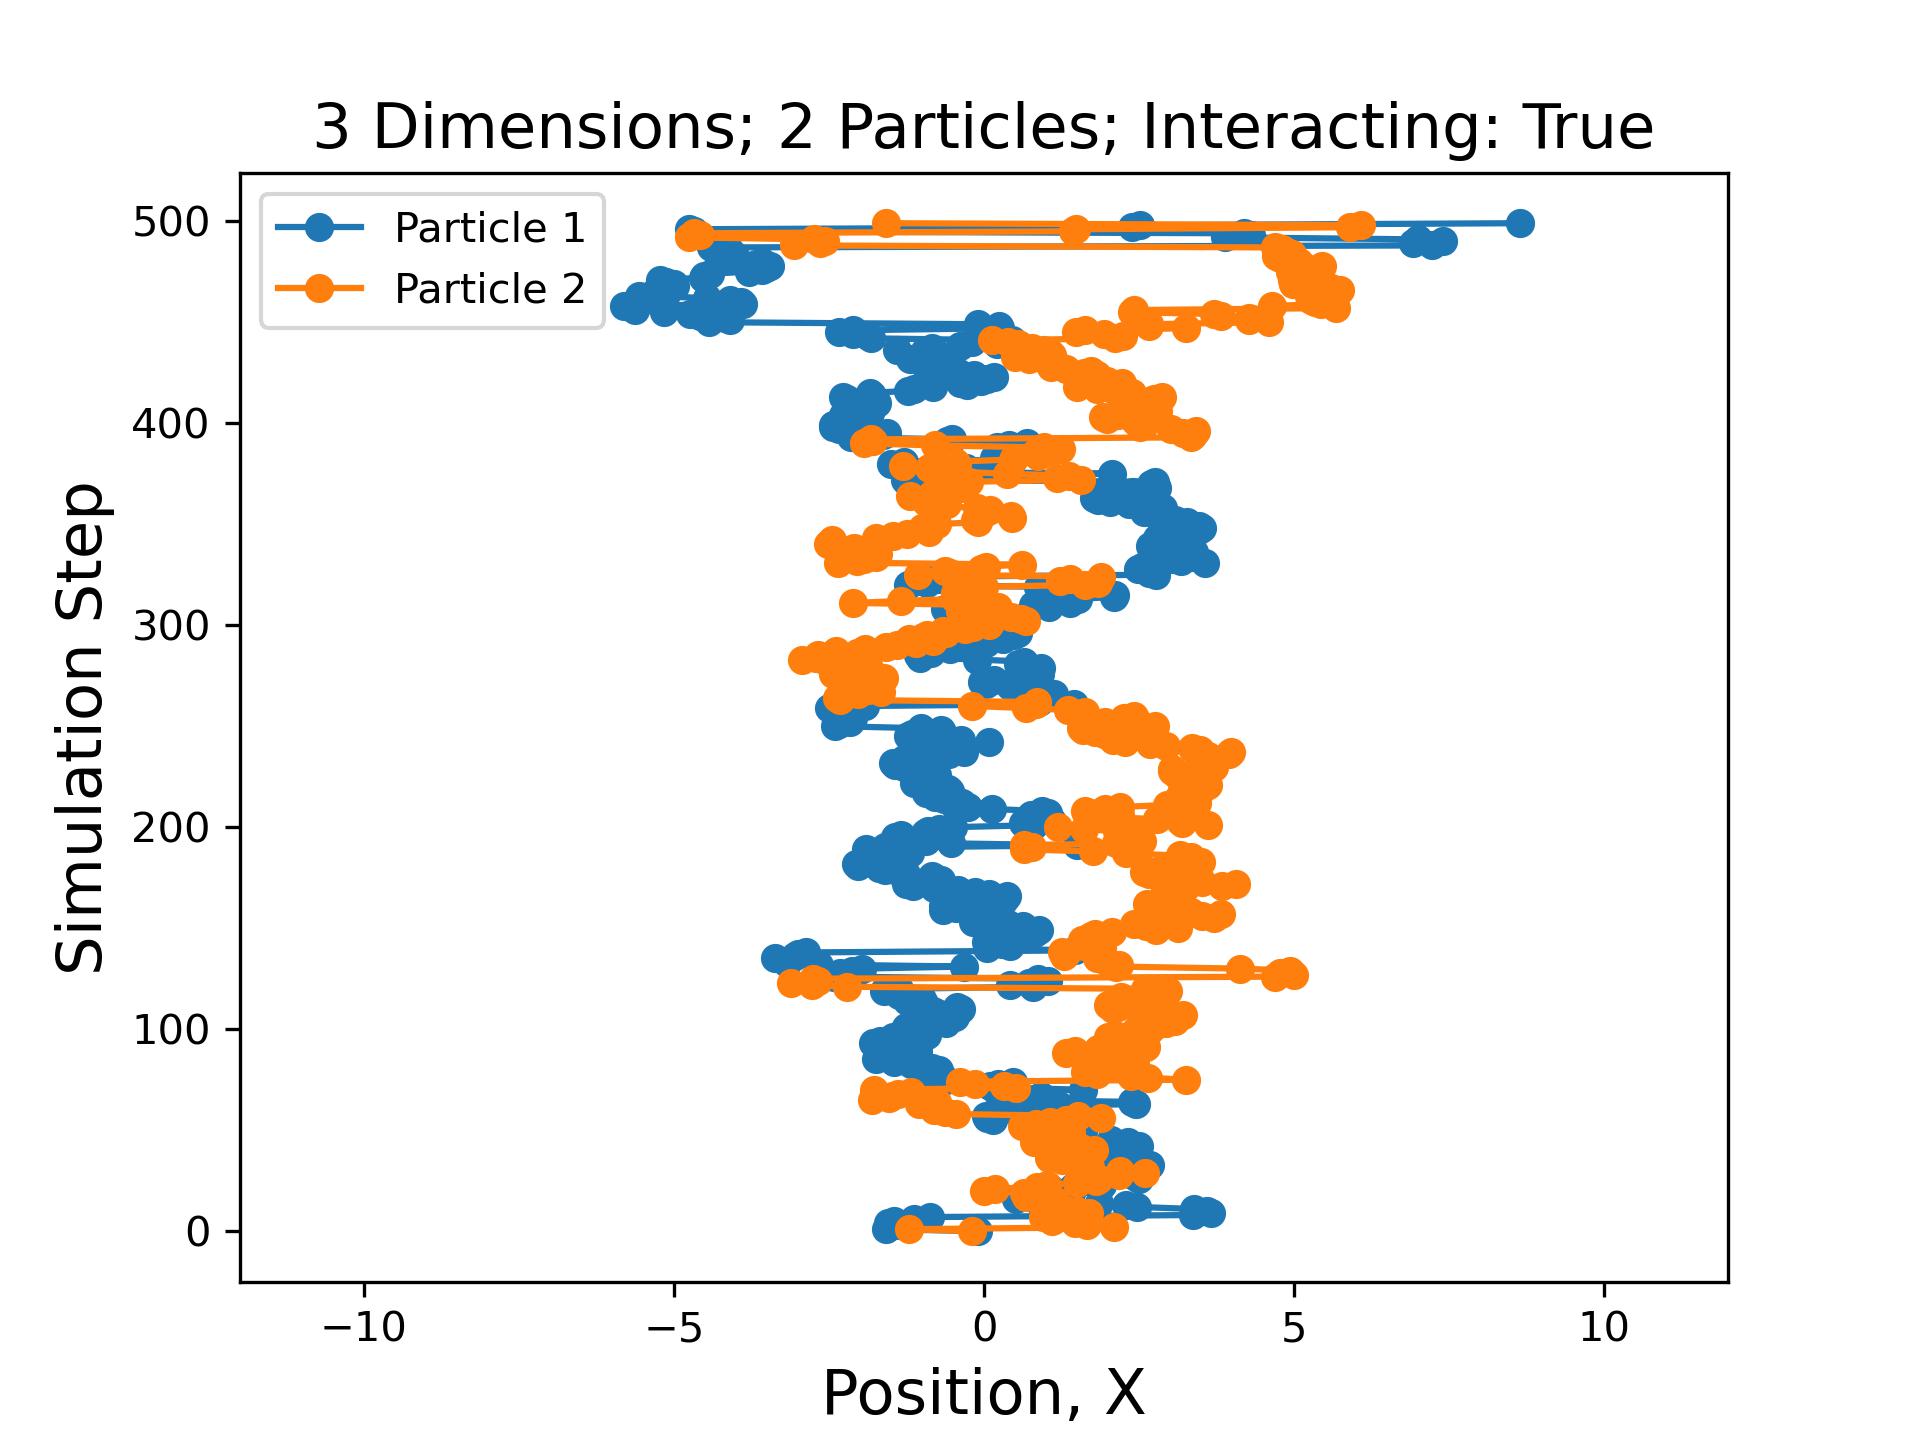 3 Dimensions; 2 Particles; Interacting: True
Particle 1
Particle 2
Simulation Step
500
400
300
200
100
0
−10
−5
0
5
10
Position, X